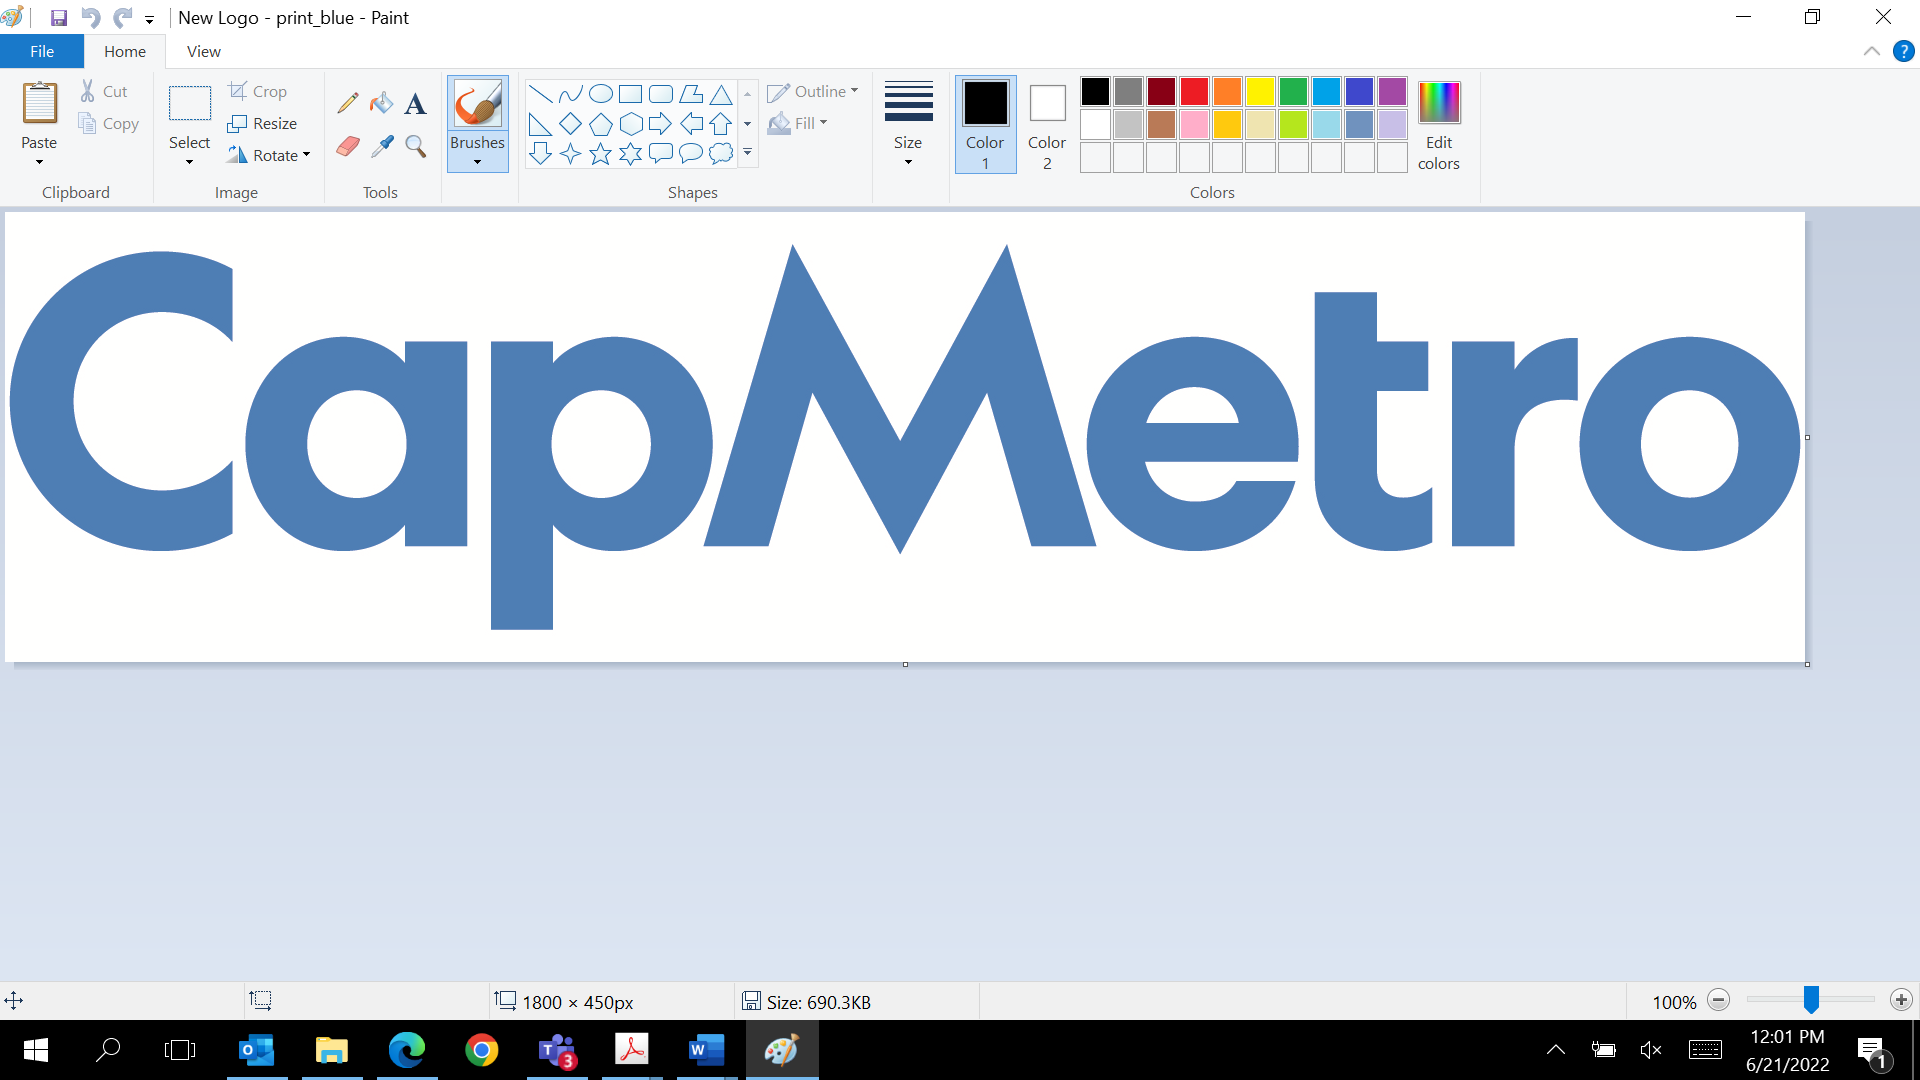 New Logo - print_blue - Paint
File Home View
Paste
Cut
Copy
Clipboard
Select
Crop
Resize
Rotate
Image
A
Tools
Brushes
Shapes
Outline
Fill
Size
Color 1
Color 2
Colors
Edit colors
?
CapMetro
1800 × 450px
Size: 690.3KB
100%
3
W
12:01 PM
6/21/2022
1